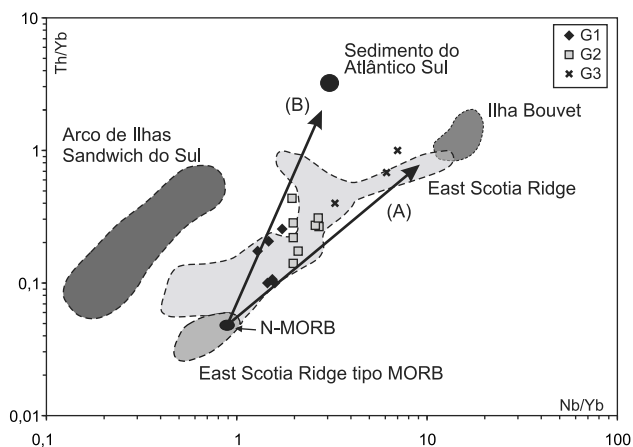 Th/Yb
10
1
0,1
0,01
0,1
1
10
100
Nb/Yb
G1
G2
G3
Sedimento do
Atlântico Sul
(B)
Ilha Bouvet
Arco de Ilhas
Sandwich do Sul
East Scotia Ridge
(A)
N-MORB
East Scotia Ridge tipo MORB